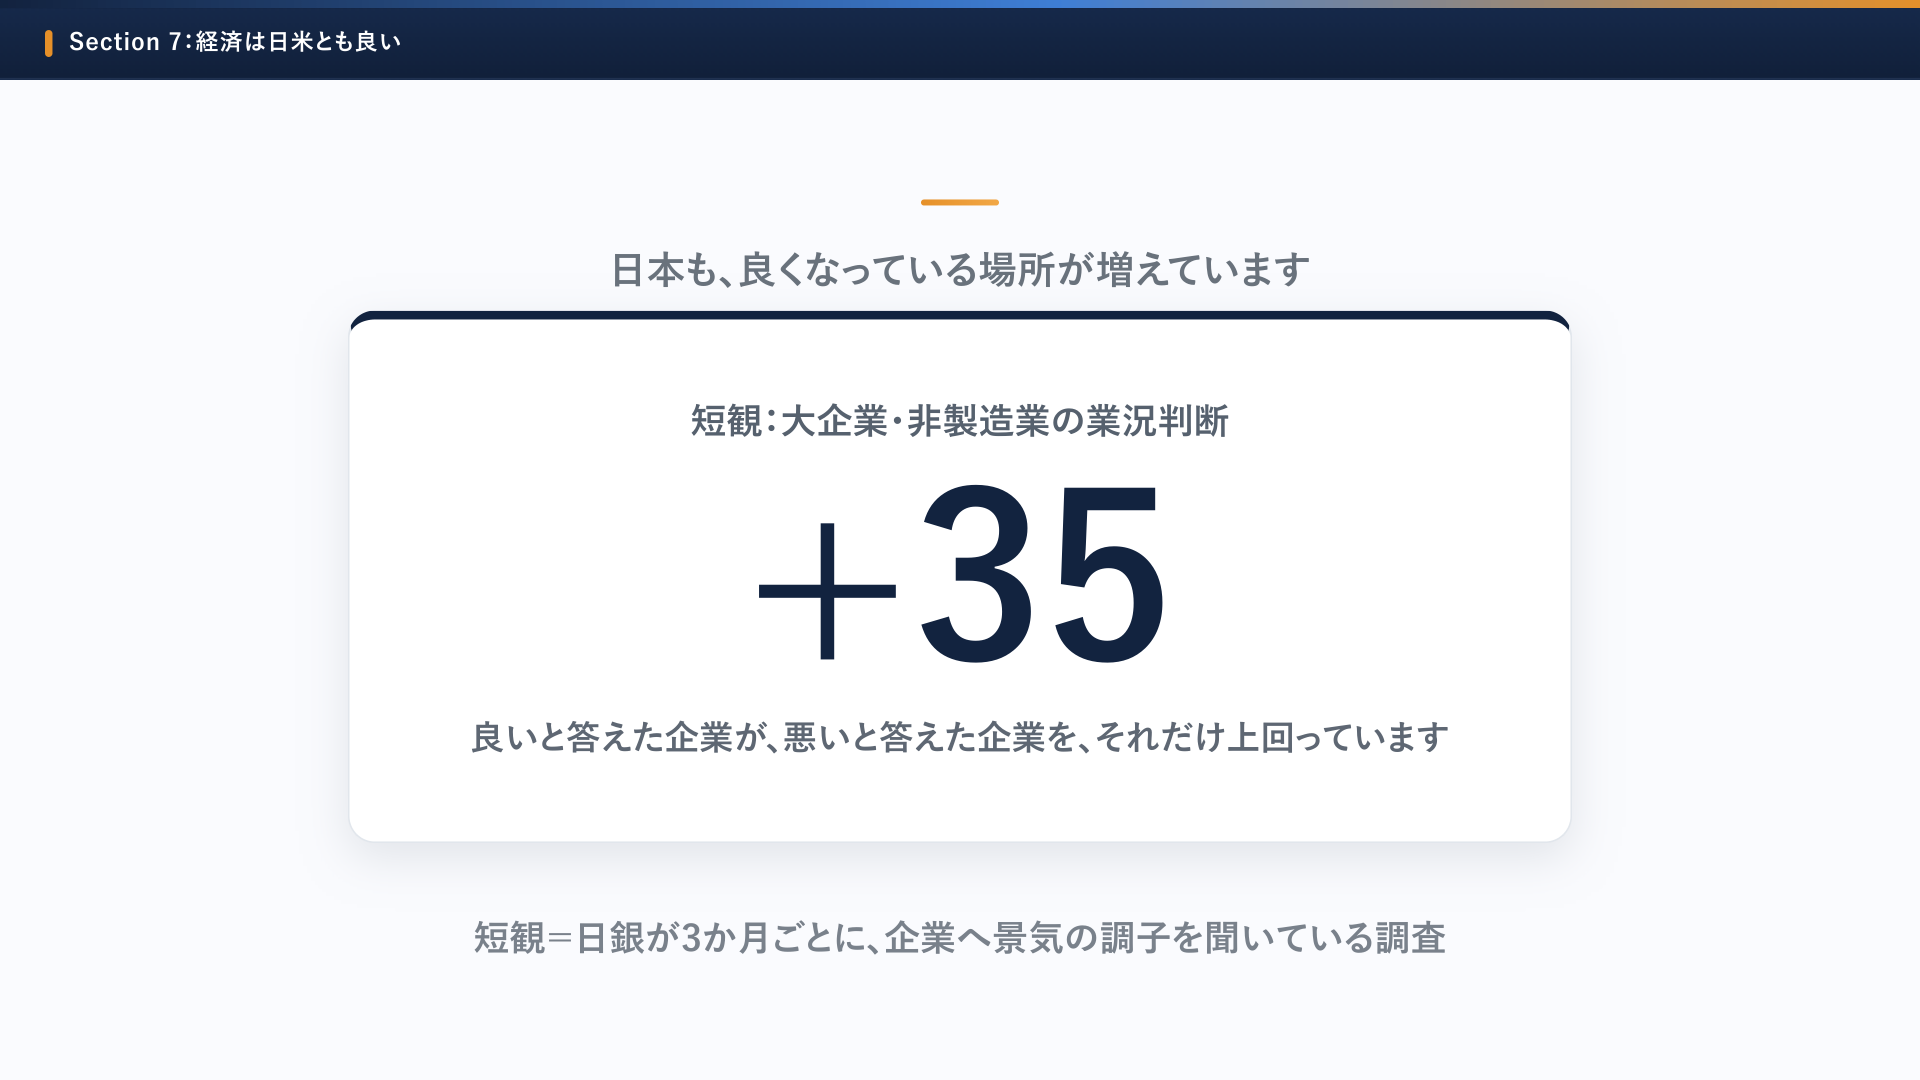 Section 7：経済は日米とも良い
日本も、良くなっている場所が増えています
短観：大企業・非製造業の業況判断
＋35
良いと答えた企業が、悪いと答えた企業を、それだけ上回っています
短観＝日銀が3か月ごとに、企業へ景気の調子を聞いている調査